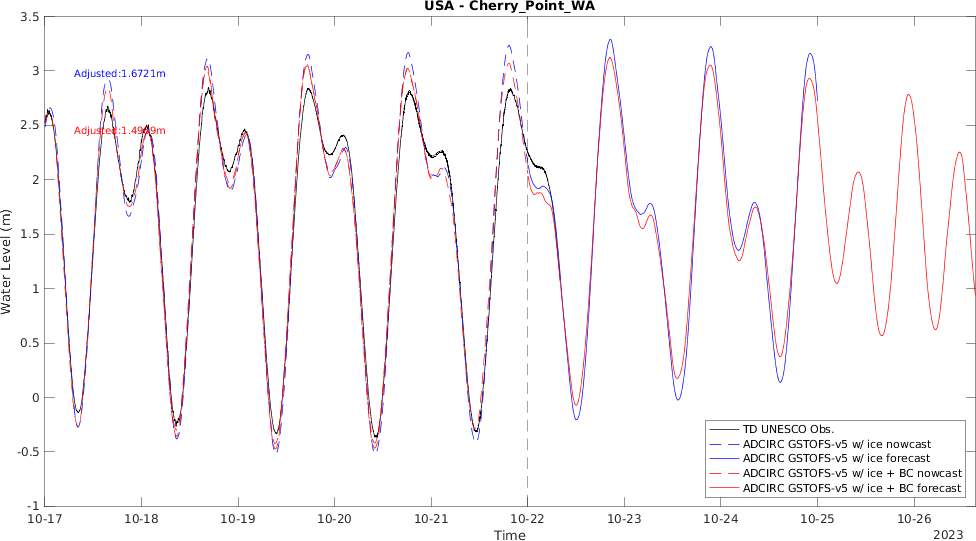 USA - Cherry_Point_WA
3.5
3
2.5
2
1.5
1
0.5
0
-0.5
-1
Water Level (m)
Adjusted:1.6721m
TD UNESCO Obs.
ADCIRC GSTOFS-v5 w/ ice nowcast
ADCIRC GSTOFS-v5 w/ ice forecast
ADCIRC GSTOFS-v5 w/ ice + BC nowcast
ADCIRC GSTOFS-v5 w/ ice + BC forecast
10-17 10-18 10-19 10-20 10-21 10-22 10-23 10-24 10-25 10-26
Time
2023